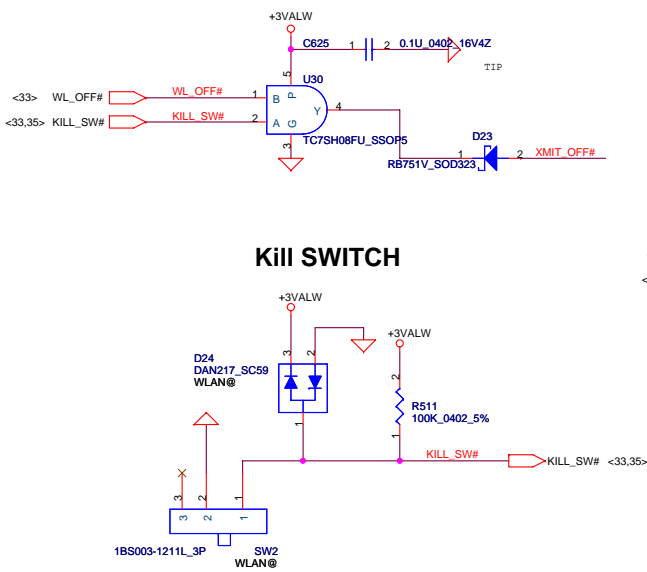 +3VALW
C625 1 2 0.1U_0402_16V4Z
TIP
5
U30
<33> WL_OFF# WL_OFF# 1 B P
Y 4
<33,35> KILL_SW# KILL_SW# 2 A G
3
TC7SH08FU_SSOP5
D23
1 2 XMIT_OFF#
RB751V_SOD323
Kill SWITCH
<
+3VALW
+3VALW
D24
DAN217_SC59
WLAN@
3 2
1
2
R511
100K_0402_5%
1
KILL_SW# KILL_SW# <33,35>
3 2 1
3 2 1
1BS003-1211L_3P SW2
WLAN@